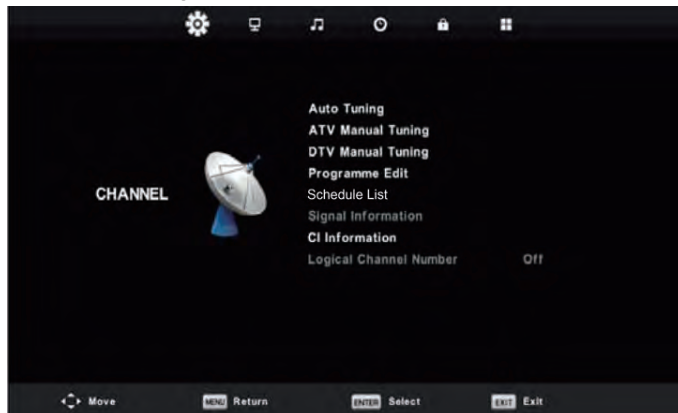 Auto Tuning
ATV Manual Tuning
DTV Manual Tuning
Programme Edit
CHANNEL
Schedule List
Signal Information
CI Information
Logical Channel Number Off
Move MENU Return ENTER Select EXIT Exit